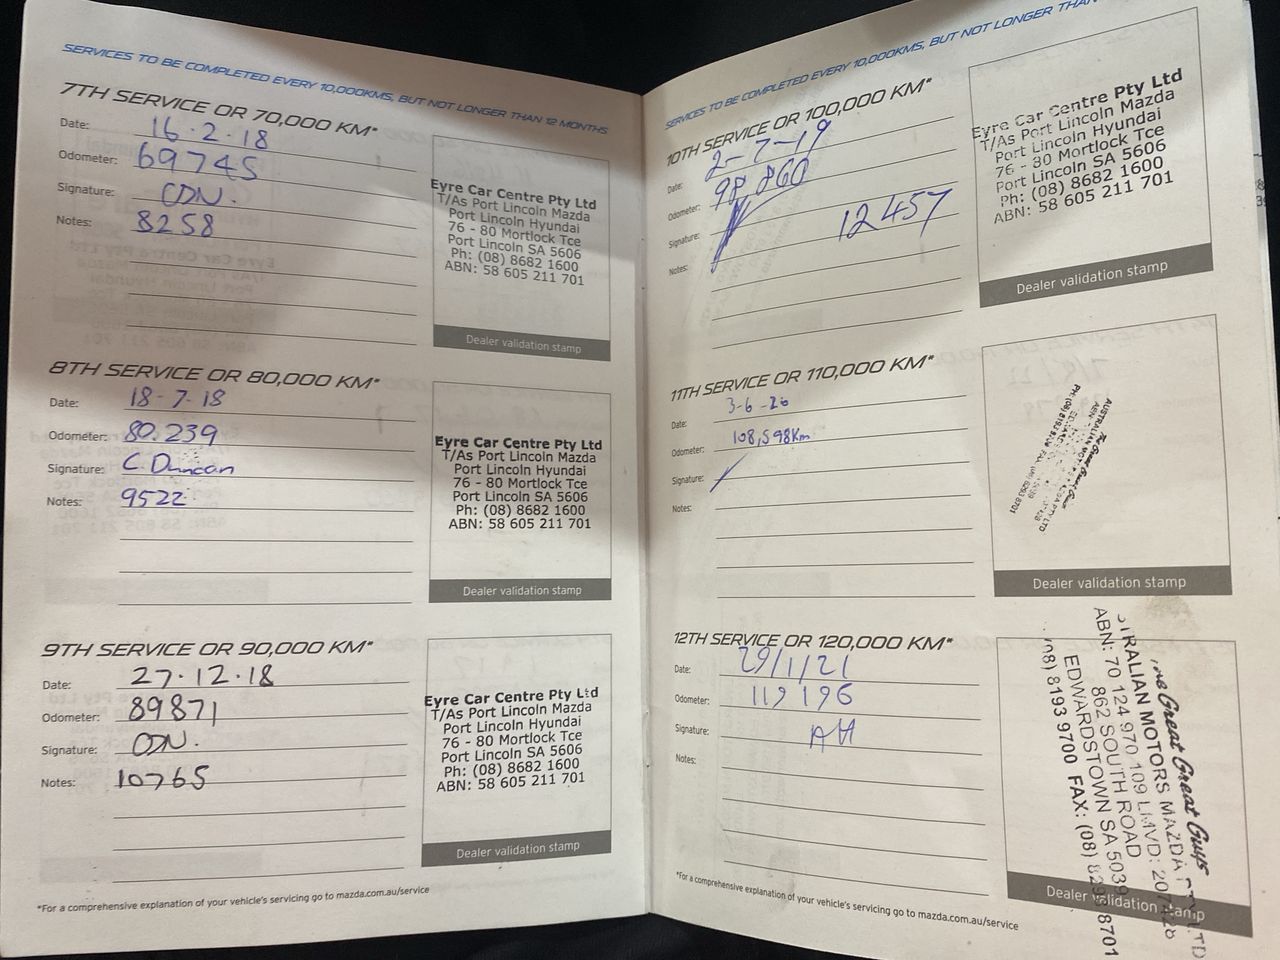 SERVICES TO BE COMPLETED EVERY 10,000KMS, BUT NOT LONGER THAN 12 MONTHS
7TH SERVICE OR 70,000 KM*
Date: 16·2·18
Odometer: 69745
Signature: CDN.
Notes: 8258
Eyre Car Centre Pty Ltd
T/As Port Lincoln Mazda
Port Lincoln Hyundai
76 - 80 Mortlock Tce
Port Lincoln SA 5606
Ph: (08) 8682 1600
ABN: 58 605 211 701
Dealer validation stamp
8TH SERVICE OR 80,000 KM*
Date: 18-7.18
Odometer: 80.239
Signature: C. Duncan
Notes: 9522
Eyre Car Centre Pty Ltd
T/As Port Lincoln Mazda
Port Lincoln Hyundai
76 - 80 Mortlock Tce
Port Lincoln SA 5606
Ph: (08) 8682 1600
ABN: 58 605 211 701
Dealer validation stamp
9TH SERVICE OR 90,000 KM*
Date: 27·12·18
Odometer: 89871
Signature: CDN.
Notes: 10765
Eyre Car Centre Pty Ltd
T/As Port Lincoln Mazda
Port Lincoln Hyundai
76 - 80 Mortlock Tce
Port Lincoln SA 5606
Ph: (08) 8682 1600
ABN: 58 605 211 701
Dealer validation stamp
*For a comprehensive explanation of your vehicle's servicing go to mazda.com.au/service
SERVICES TO BE COMPLETED EVERY 10,000KMS, BUT NOT LONGER THAN
10TH SERVICE OR 100,000 KM*
Date: 2-7-19
Odometer: 98,860
Signature:
12457
Notes:
Eyre Car Centre Pty Ltd
T/As Port Lincoln Mazda
Port Lincoln Hyundai
76 - 80 Mortlock Tce
Port Lincoln SA 5606
Ph: (08) 8682 1600
ABN: 58 605 211 701
Dealer validation stamp
11TH SERVICE OR 110,000 KM*
Date: 3-6-20
Odometer: 108,598Km
Signature:
Notes:
Dealer validation stamp
12TH SERVICE OR 120,000 KM*
Date: 29/1/21
Odometer: 119196
Signature: AH
Notes:
Great Great Guys
RALIAN MOTORS MAZDA
ABN: 70 124 970 109 LMVD:
862 SOUTH ROAD
EDWARDSTOWN SA 5039
(08) 8193 9700 FAX: (08) 8293 8701
Dealer validation stamp
*For a comprehensive explanation of your vehicle's servicing go to mazda.com.au/service